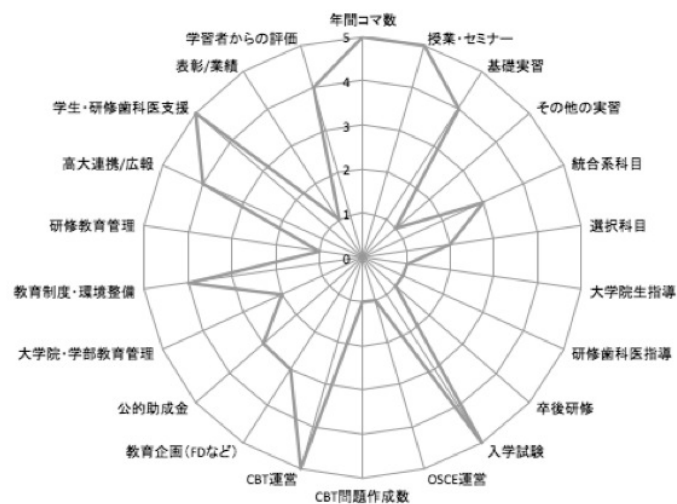 年間コマ数
授業・セミナー
基礎実習
その他の実習
統合系科目
選択科目
大学院生指導
研修歯科医指導
卒後研修
入学試験
OSCE運営
CBT問題作成数
CBT運営
教育企画(FDなど)
公的助成金
大学院・学部教育管理
教育制度・環境整備
研修教育管理
高大連携/広報
学生・研修歯科医支援
表彰/業績
学習者からの評価
5
4
3
2
1
0